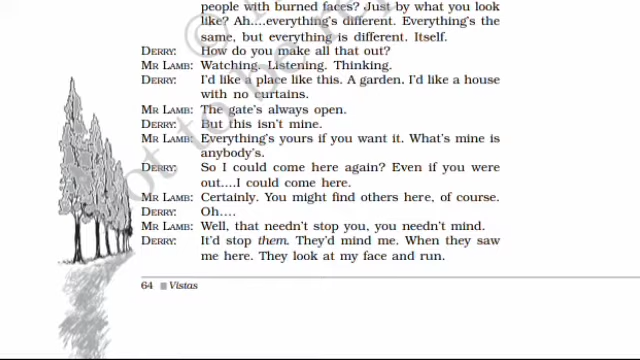 people with burned faces? Just by what you look
like? Ah....everything's different. Everything's the
same, but everything is different. Itself.
DERRY: How do you make all that out?
MR LAMB: Watching. Listening. Thinking.
DERRY: I'd like a place like this. A garden. I'd like a house
with no curtains.
MR LAMB: The gate's always open.
DERRY: But this isn't mine.
MR LAMB: Everything's yours if you want it. What's mine is
anybody's.
DERRY: So I could come here again? Even if you were
out....I could come here.
MR LAMB: Certainly. You might find others here, of course.
DERRY: Oh....
MR LAMB: Well, that needn't stop you, you needn't mind.
DERRY: It'd stop them. They'd mind me. When they saw
me here. They look at my face and run.
64 Vistas